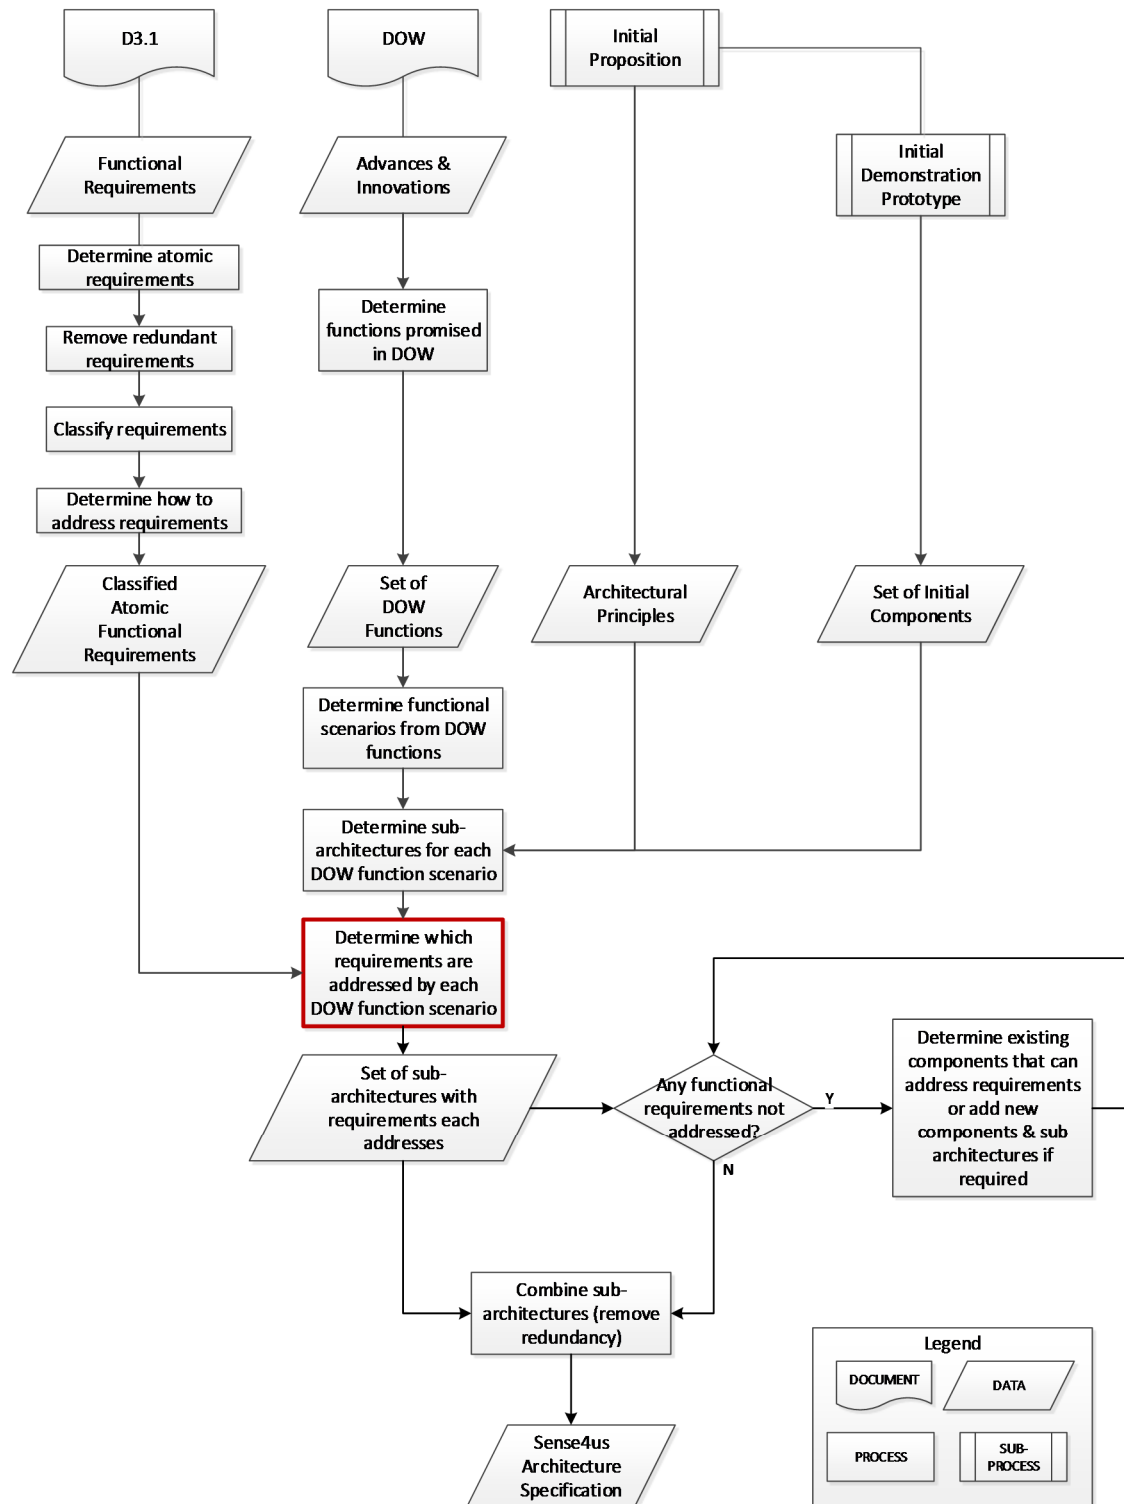 D3.1
DOW
Initial
Proposition
Functional
Requirements
Advances &
Innovations
Initial
Demonstration
Prototype
Determine atomic
requirements
Remove redundant
requirements
Classify requirements
Determine how to
address requirements
Determine
functions promised
in DOW
Classified
Atomic
Functional
Requirements
Set of
DOW
Functions
Architectural
Principles
Set of Initial
Components
Determine functional
scenarios from DOW
functions
Determine sub-
architectures for each
DOW function scenario
Determine which
requirements are
addressed by each
DOW function scenario
Set of sub-
architectures with
requirements each
addresses
Any functional
requirements not
addressed?
Y
N
Determine existing
components that can
address requirements
or add new
components & sub
architectures if
required
Combine sub-
architectures (remove
redundancy)
Sense4us
Architecture
Specification
Legend
DOCUMENT
DATA
PROCESS
SUB-
PROCESS